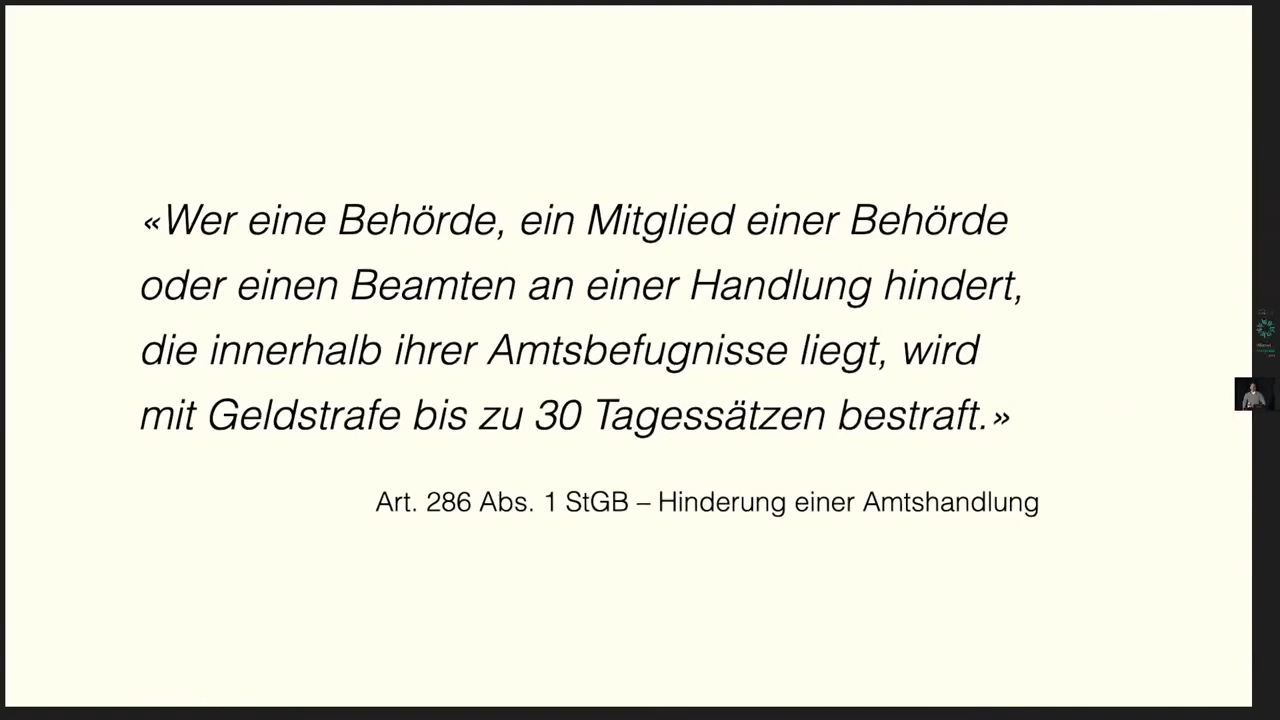 «Wer eine Behörde, ein Mitglied einer Behörde
oder einen Beamten an einer Handlung hindert,
die innerhalb ihrer Amtsbefugnisse liegt, wird
mit Geldstrafe bis zu 30 Tagessätzen bestraft.»
Art. 286 Abs. 1 StGB – Hinderung einer Amtshandlung